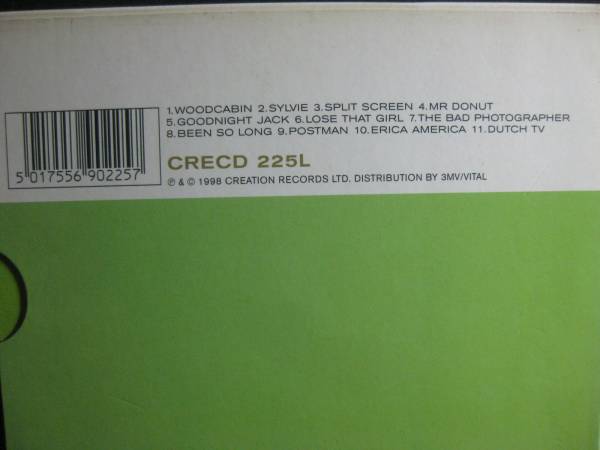 1.WOODCABIN 2.SYLVIE 3.SPLIT SCREEN 4.MR DONUT
5.GOODNIGHT JACK 6.LOSE THAT GIRL 7.THE BAD PHOTOGRAPHER
8.BEEN SO LONG 9.POSTMAN 10.ERICA AMERICA 11.DUTCH TV
CRECD 225L
℗ & © 1998 CREATION RECORDS LTD. DISTRIBUTION BY 3MV/VITAL
5 017556 902257